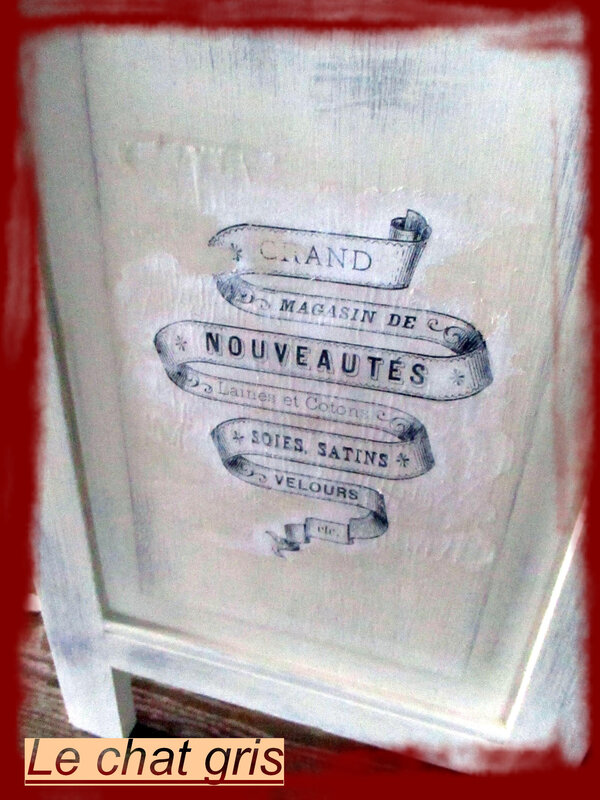 GRAND
MAGASIN DE
NOUVEAUTÉS
Laines et Cotons
SOIES, SATINS
VELOURS
etc.
Le chat gris